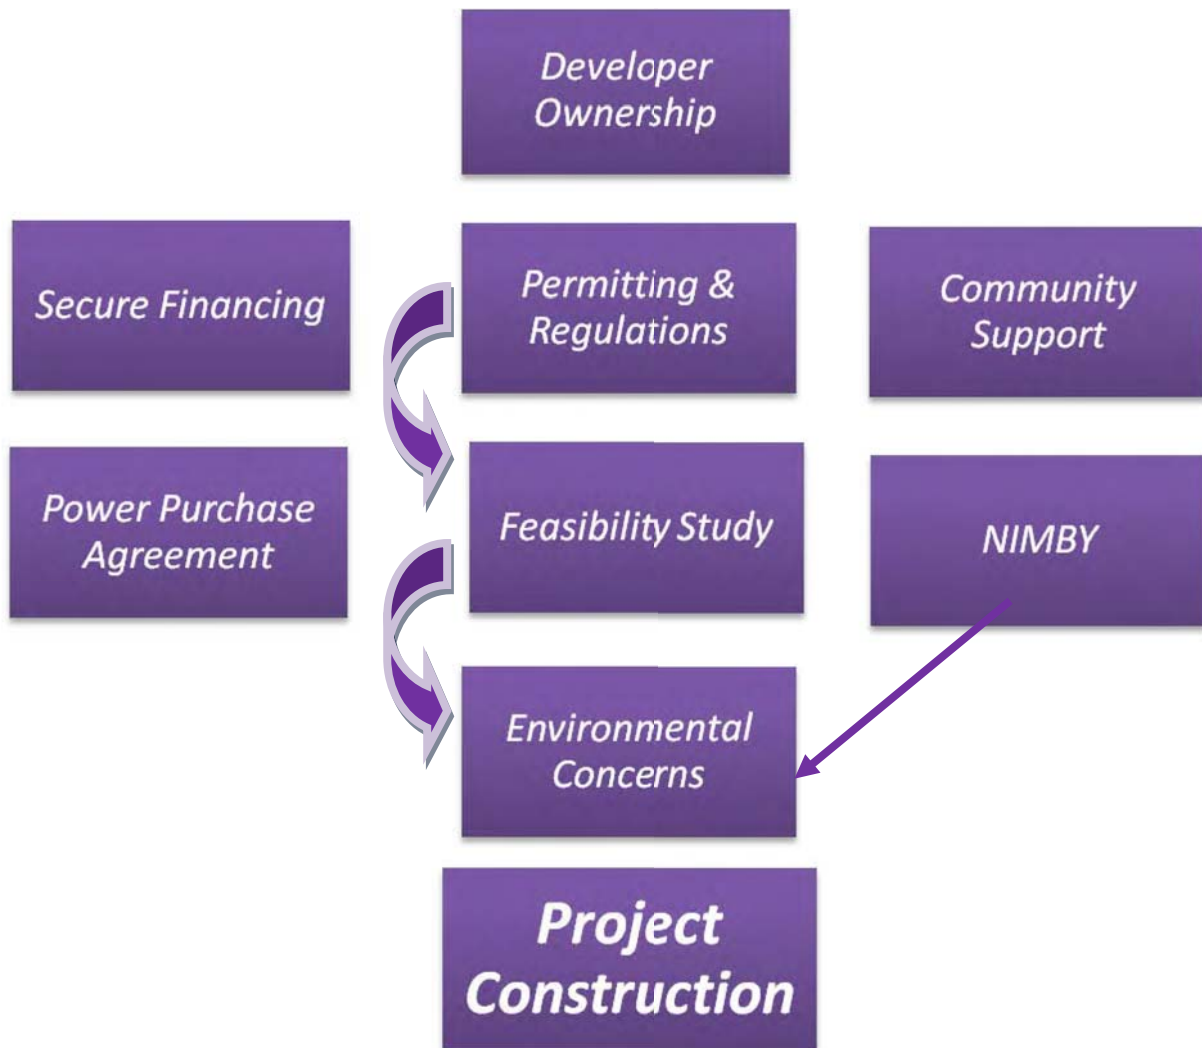 Developer
Ownership
Secure Financing
Permitting &
Regulations
Community
Support
Power Purchase
Agreement
Feasibility Study
NIMBY
Environmental
Concerns
Project
Construction